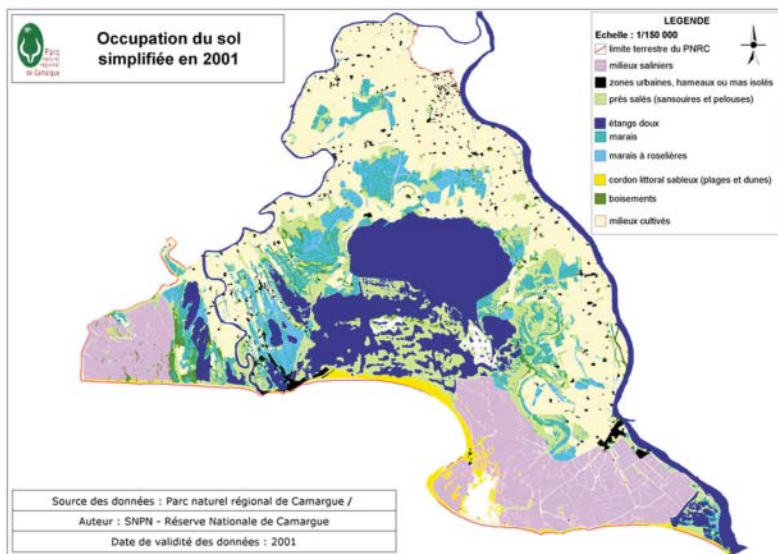 Parc
naturel
régional
de Camargue
Occupation du sol
simplifiée en 2001
LEGENDE
Echelle : 1/150 000
limite terrestre du PNRC
milieux saliniers
zones urbaines, hameaux ou mas isolés
près salés (sansouires et pelouses)
étangs doux
marais
marais à roselières
cordon littoral sableux (plages et dunes)
boisements
milieux cultivés
Source des données : Parc naturel régional de Camargue /
Auteur : SNPN - Réserve Nationale de Camargue
Date de validité des données : 2001